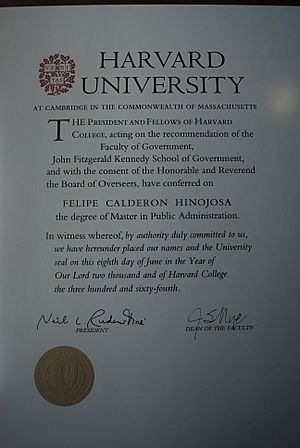 HARVARD
UNIVERSITY
AT CAMBRIDGE IN THE COMMONWEALTH OF MASSACHUSETTS
THE PRESIDENT AND FELLOWS OF HARVARD
COLLEGE, acting on the recommendation of the
Faculty of Government,
John Fitzgerald Kennedy School of Government,
and with the consent of the Honorable and Reverend
the Board of Overseers, have conferred on
FELIPE CALDERON HINOJOSA
the degree of Master in Public Administration.
In witness whereof, by authority duly committed to us,
we have hereunder placed our names and the University
seal on this eighth day of June in the Year of
Our Lord two thousand and of Harvard College
the three hundred and sixty-fourth.
Neil L. Rudenstine
PRESIDENT
JS Nye
DEAN OF THE FACULTY